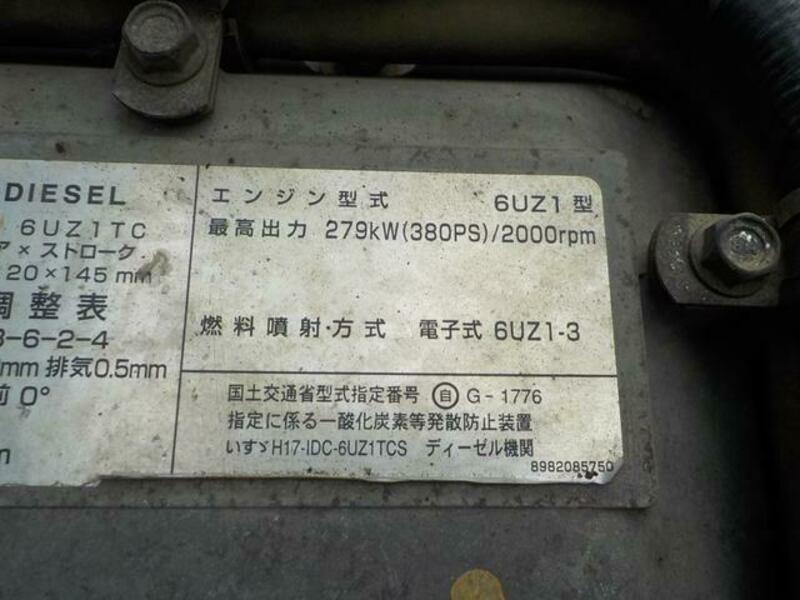 DIESEL
6UZ1TC
ア×ストローク
20×145 mm
調整表
3-6-2-4
mm 排気0.5mm
前 0°
エンジン型式 6UZ1型
最高出力 279kW(380PS)/2000rpm
燃料噴射・方式 電子式 6UZ1-3
国土交通省型式指定番号 自 G-1776
指定に係る一酸化炭素等発散防止装置
いすゞH17-IDC-6UZ1TCS ディーゼル機関
8982085750